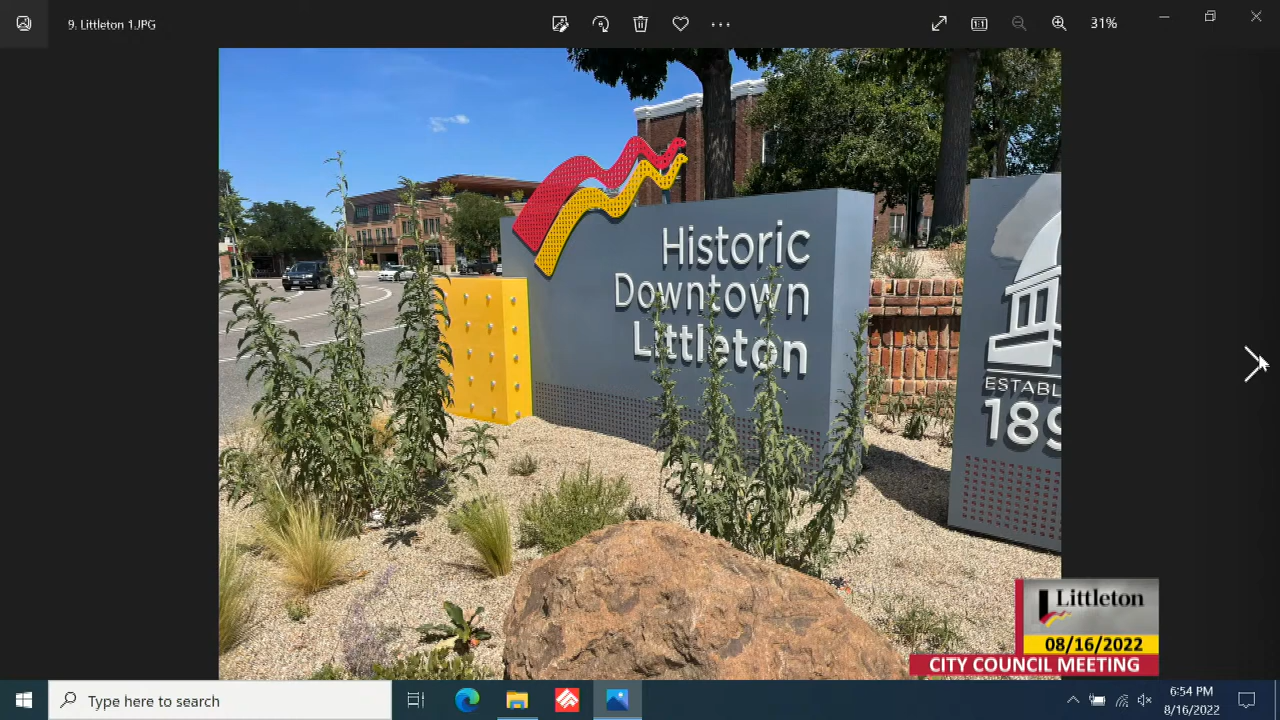 9. Littleton 1.JPG
31%
Historic
Downtown
Littleton
ESTABL
189
Littleton
08/16/2022
CITY COUNCIL MEETING
Type here to search
6:54 PM
8/16/2022